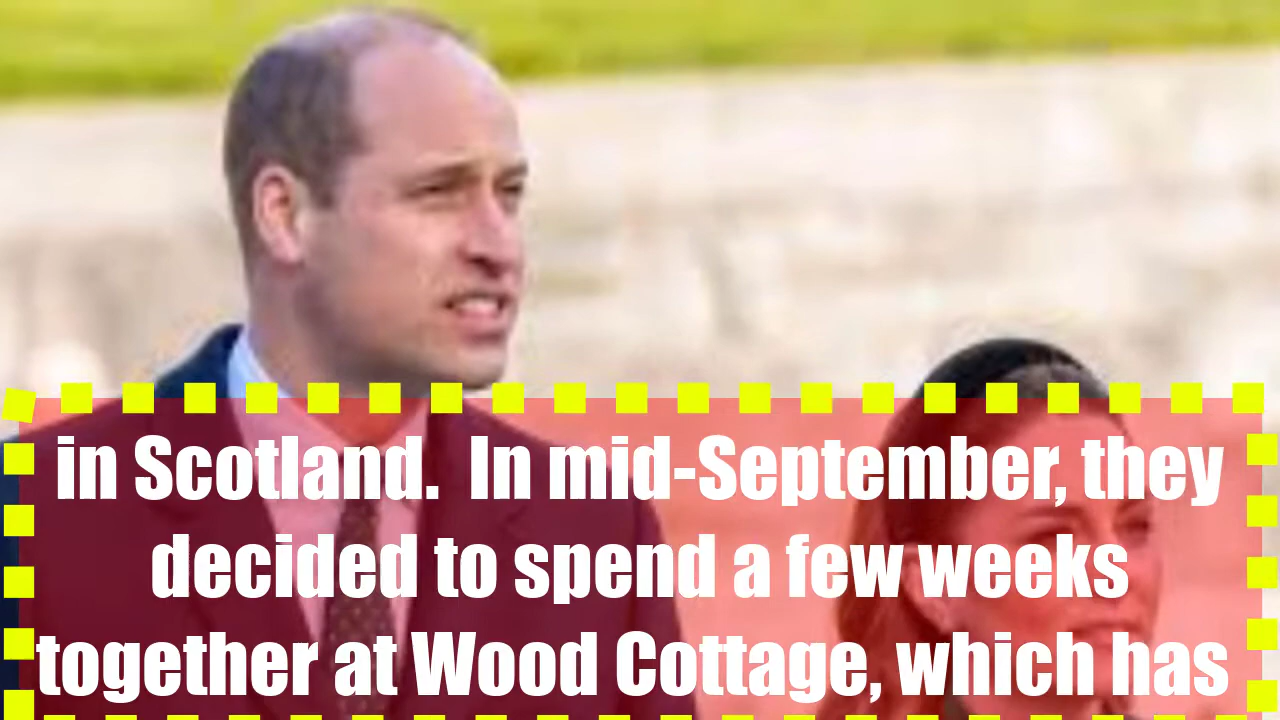 in Scotland.  In mid-September, they
decided to spend a few weeks
together at Wood Cottage, which has